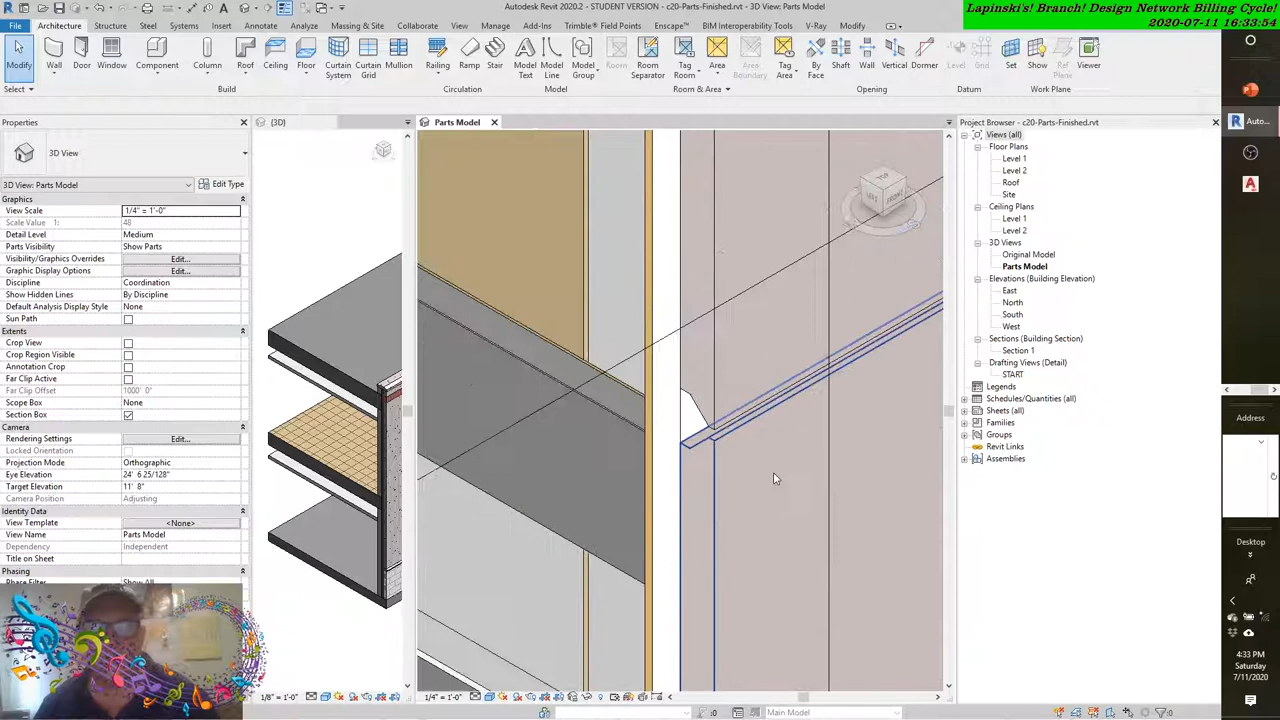 Autodesk Revit 2020.2 - STUDENT VERSION - c20-Parts-Finished.rvt - 3D View: Parts Model
Lapinski's! Branch! Design Network Billing Cycle!
2020-07-11 16:33:54
File Architecture Structure Steel Systems Insert Annotate Analyze Massing & Site Collaborate View Manage Add-Ins Trimble® Field Points Enscape™ BIM Interoperability Tools V-Ray Modify
Modify Wall Door Window Component Column Roof Ceiling Floor Curtain System Curtain Grid Mullion Railing Ramp Stair Model Text Model Line Model Group Room Room Separator Tag Room Area Area Boundary Tag Area By Face Shaft Wall Vertical Dormer Level Grid Set Show Ref Plane Viewer
Select Build Circulation Model Room & Area Opening Datum Work Plane
Properties
{3D}
Parts Model
Project Browser - c20-Parts-Finished.rvt
3D View
3D View: Parts Model
Edit Type
Graphics
View Scale 1/4" = 1'-0"
Scale Value 1: 48
Detail Level Medium
Parts Visibility Show Parts
Visibility/Graphics Overrides Edit...
Graphic Display Options Edit...
Discipline Coordination
Show Hidden Lines By Discipline
Default Analysis Display Style None
Sun Path
Extents
Crop View
Crop Region Visible
Annotation Crop
Far Clip Active
Far Clip Offset 1000' 0"
Scope Box None
Section Box
Camera
Rendering Settings Edit...
Locked Orientation
Projection Mode Orthographic
Eye Elevation 24' 6 25/128"
Target Elevation 11' 8"
Camera Position Adjusting
Identity Data
View Template <None>
View Name Parts Model
Dependency Independent
Title on Sheet
Phasing
Phase Filter Show All
TOP
LEFT
FRONT
Views (all)
Floor Plans
Level 1
Level 2
Roof
Site
Ceiling Plans
Level 1
Level 2
3D Views
Original Model
Parts Model
Elevations (Building Elevation)
East
North
South
West
Sections (Building Section)
Section 1
Drafting Views (Detail)
START
Legends
Schedules/Quantities (all)
Sheets (all)
Families
Groups
Revit Links
Assemblies
Auto...
Address
Desktop
4:33 PM
Saturday
7/11/2020
1/8" = 1'-0"
1/4" = 1'-0"
:0
Main Model
:0